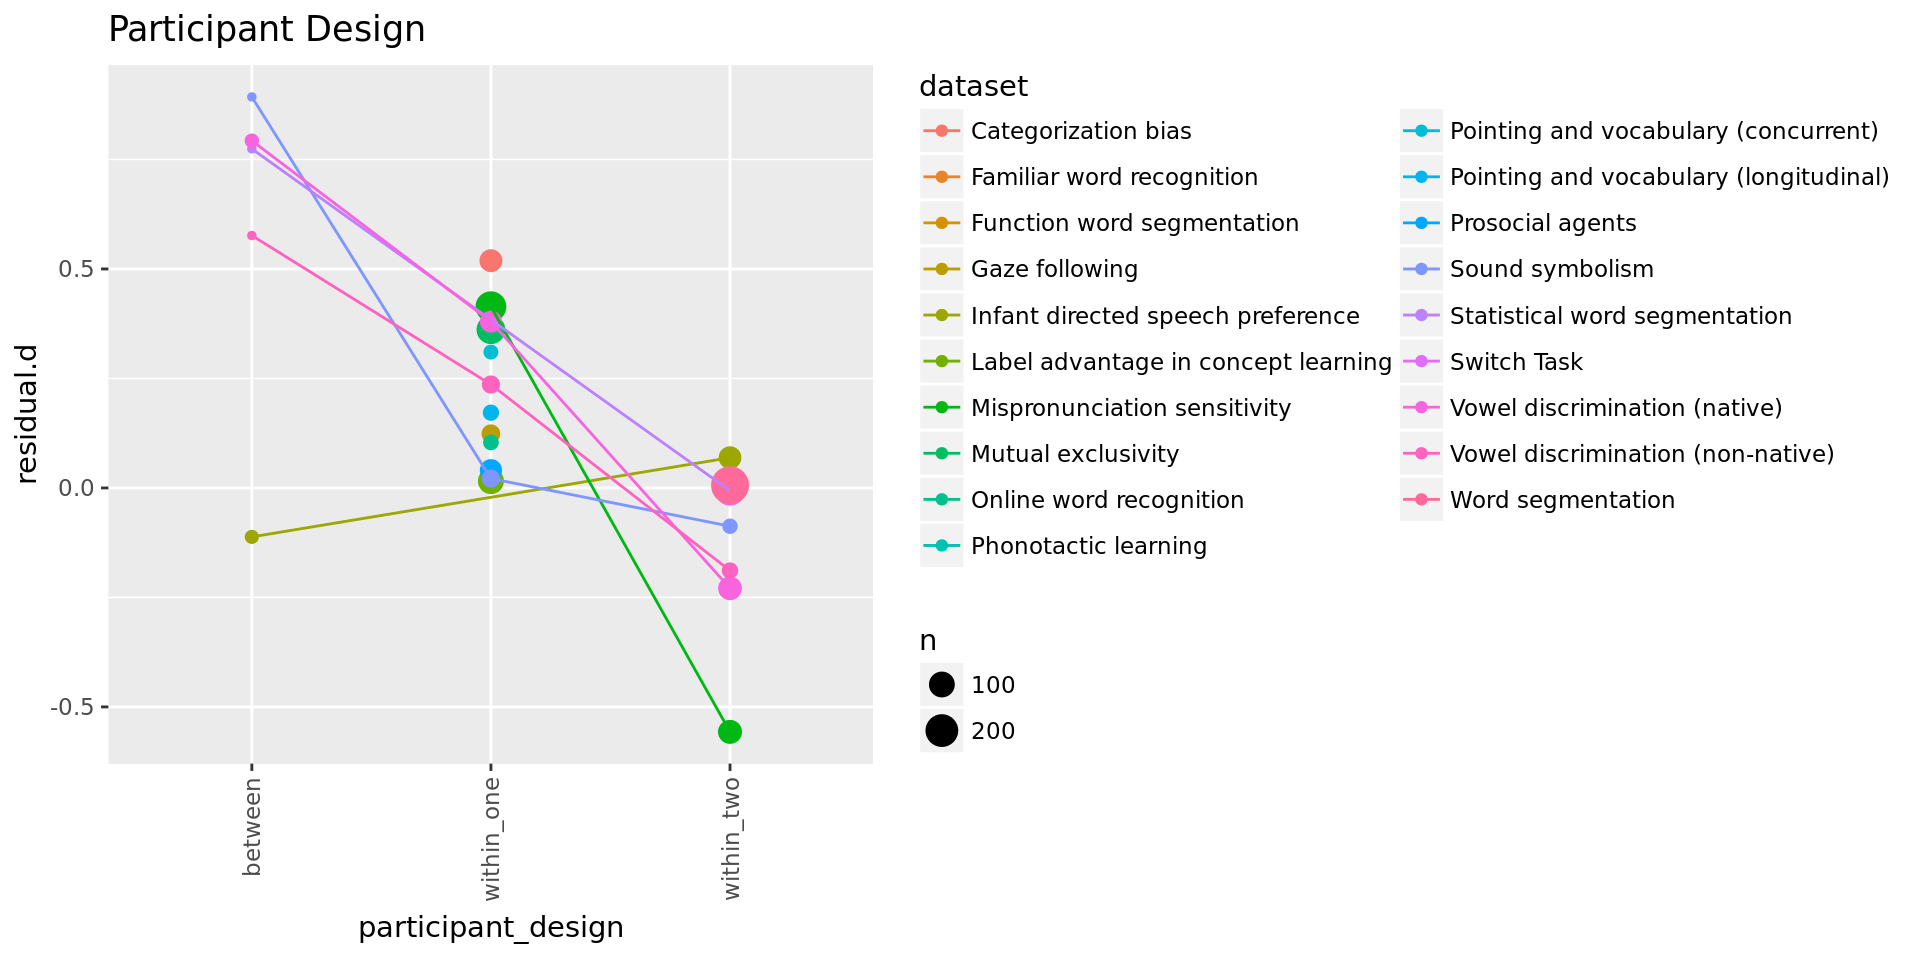 Participant Design
residual.d
0.5
0.0
-0.5
between
within_one
within_two
participant_design
dataset
Categorization bias
Familiar word recognition
Function word segmentation
Gaze following
Infant directed speech preference
Label advantage in concept learning
Mispronunciation sensitivity
Mutual exclusivity
Online word recognition
Phonotactic learning
Pointing and vocabulary (concurrent)
Pointing and vocabulary (longitudinal)
Prosocial agents
Sound symbolism
Statistical word segmentation
Switch Task
Vowel discrimination (native)
Vowel discrimination (non-native)
Word segmentation
n
100
200